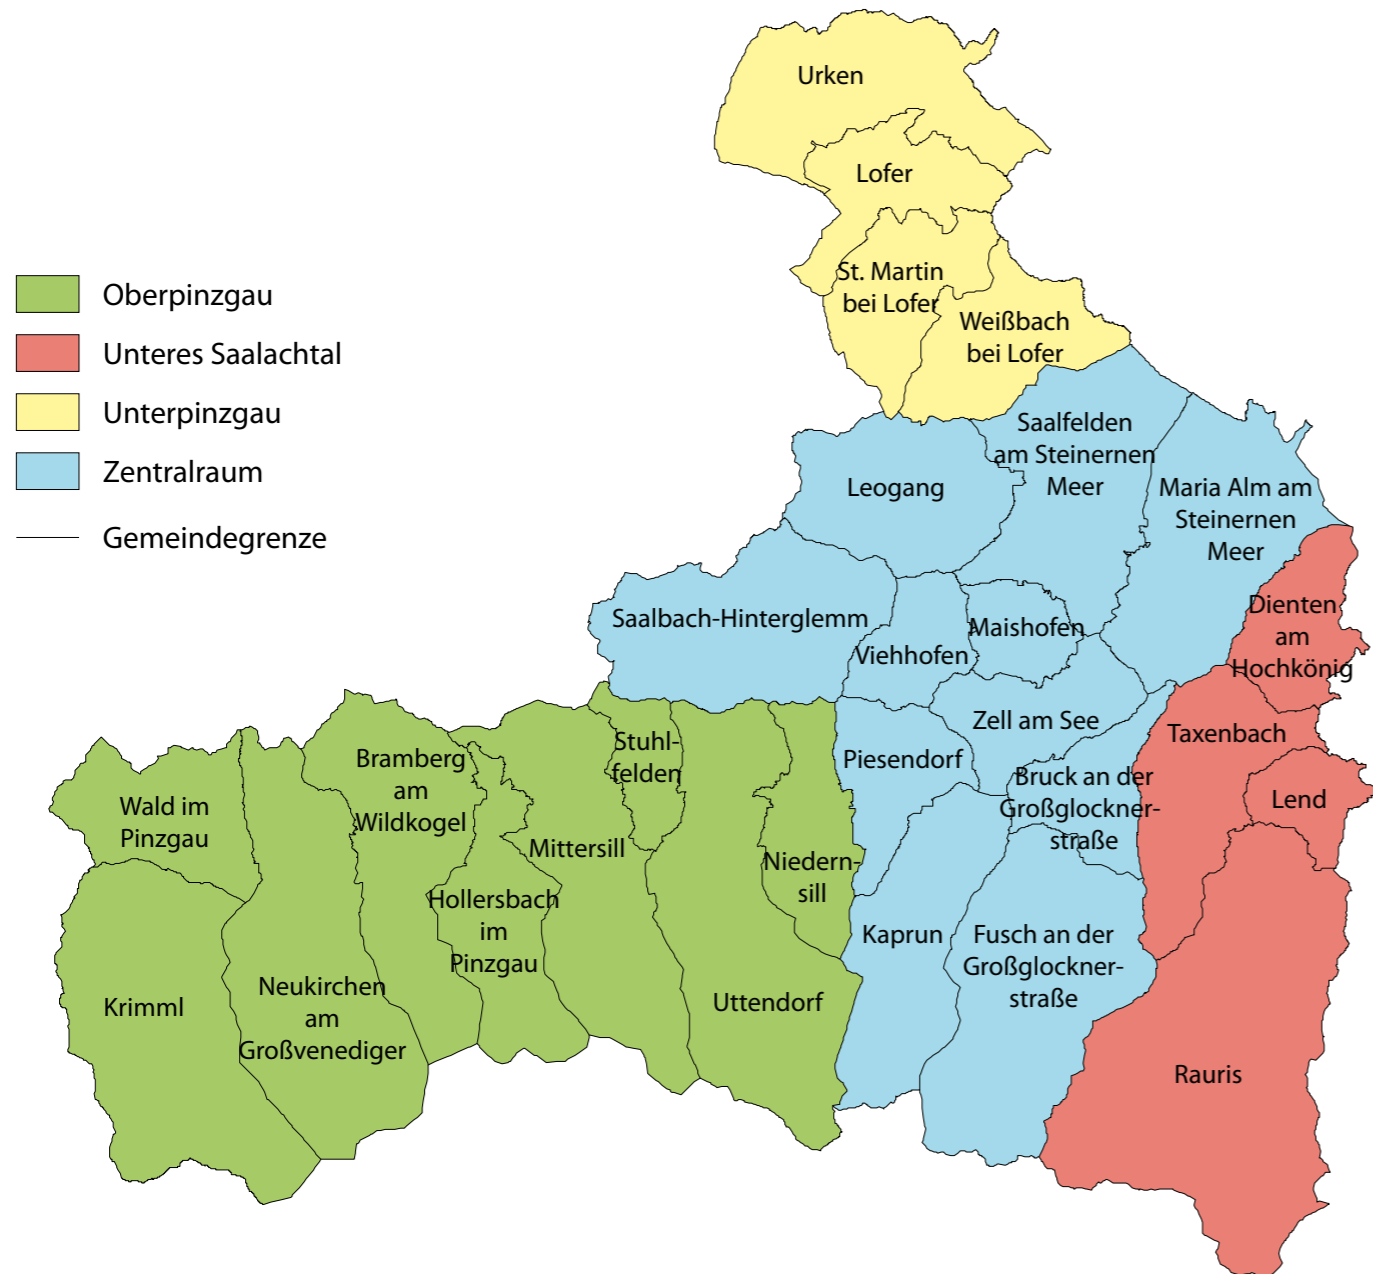 Urken
Lofer
St. Martin
bei Lofer
Weißbach
bei Lofer
Oberpinzgau
Unteres Saalachtal
Unterpinzgau
Zentralraum
Gemeindegrenze
Saalfelden
am Steinernen
Meer
Leogang
Maria Alm am
Steinernen
Meer
Saalbach-Hinterglemm
Viehhofen
Maishofen
Dienten
am
Hochkönig
Zell am See
Taxenbach
Piesendorf
Bruck an der
Großglockner-
straße
Lend
Stuhl-
felden
Bramberg
am
Wildkogel
Wald im
Pinzgau
Mittersill
Niedern-
sill
Hollersbach
im
Pinzgau
Kaprun
Fusch an der
Großglockner-
straße
Krimml
Neukirchen
am
Großvenediger
Uttendorf
Rauris